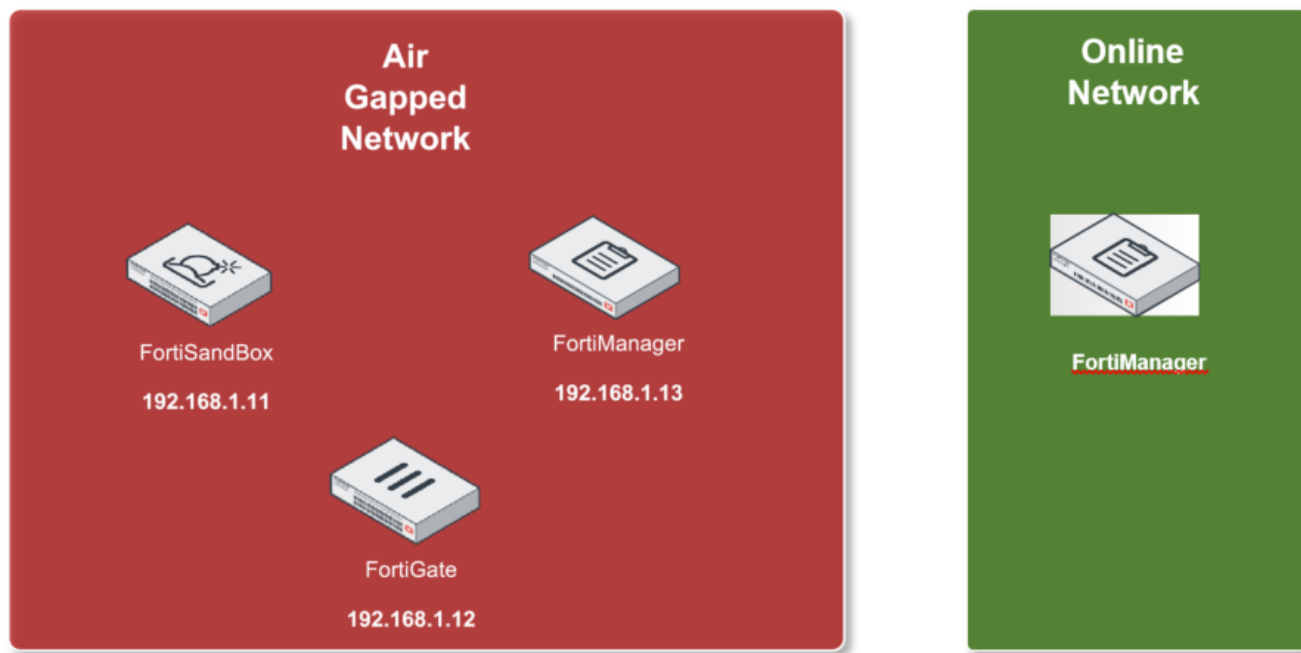 Air
Gapped
Network
FortiSandBox
192.168.1.11
FortiManager
192.168.1.13
FortiGate
192.168.1.12
Online
Network
FortiManager